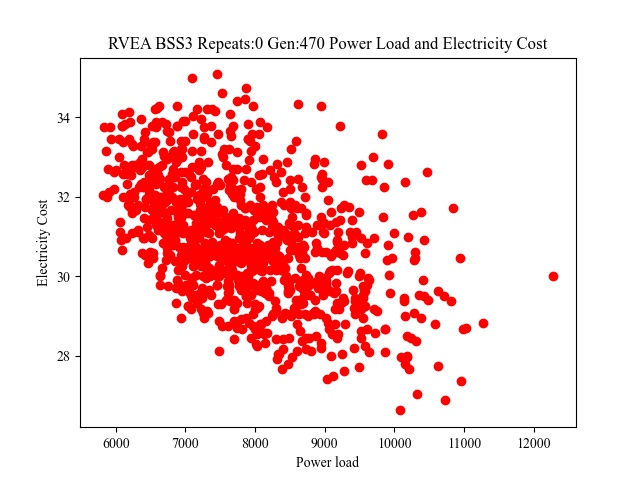 RVEA BSS3 Repeats:0 Gen:470 Power Load and Electricity Cost
34
32
30
28
Electricity Cost
6000 7000 8000 9000 10000 11000 12000
Power load